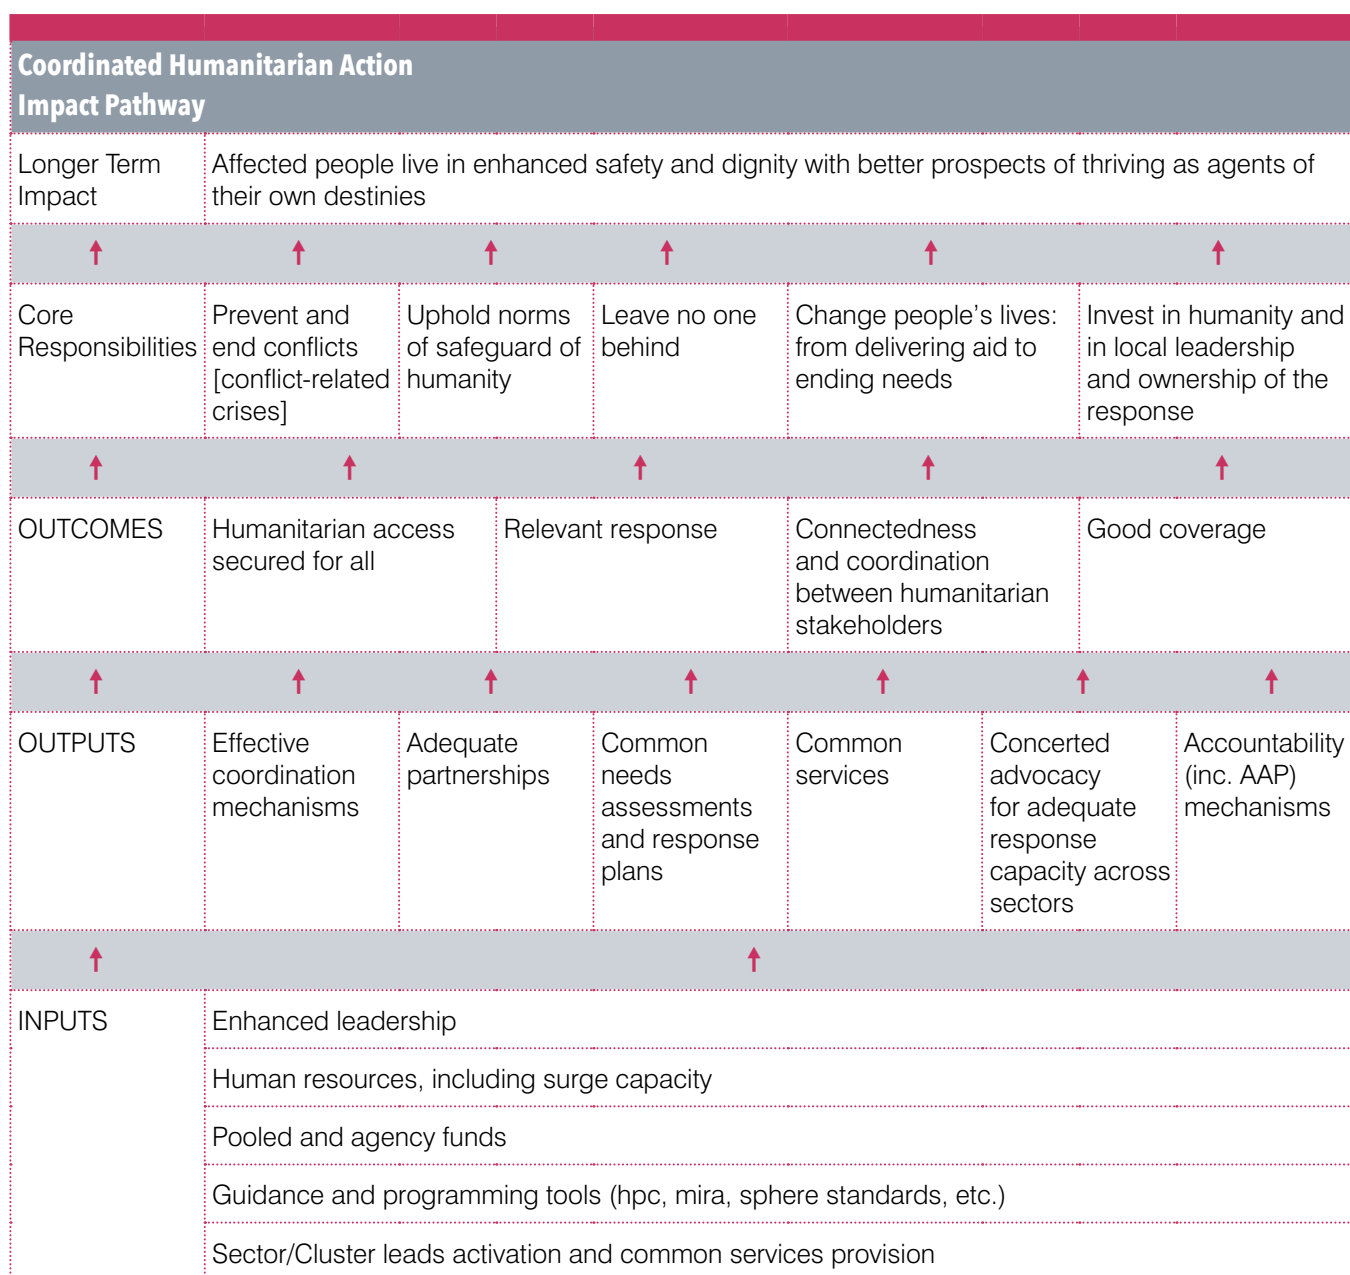 Coordinated Humanitarian Action
Impact Pathway
Longer Term
Impact
Affected people live in enhanced safety and dignity with better prospects of thriving as agents of
their own destinies
Core
Responsibilities
Prevent and
end conflicts
[conflict-related
crises]
Uphold norms
of safeguard of
humanity
Leave no one
behind
Change people’s lives:
from delivering aid to
ending needs
Invest in humanity and
in local leadership
and ownership of the
response
OUTCOMES
Humanitarian access
secured for all
Relevant response
Connectedness
and coordination
between humanitarian
stakeholders
Good coverage
OUTPUTS
Effective
coordination
mechanisms
Adequate
partnerships
Common
needs
assessments
and response
plans
Common
services
Concerted
advocacy
for adequate
response
capacity across
sectors
Accountability
(inc. AAP)
mechanisms
INPUTS
Enhanced leadership
Human resources, including surge capacity
Pooled and agency funds
Guidance and programming tools (hpc, mira, sphere standards, etc.)
Sector/Cluster leads activation and common services provision